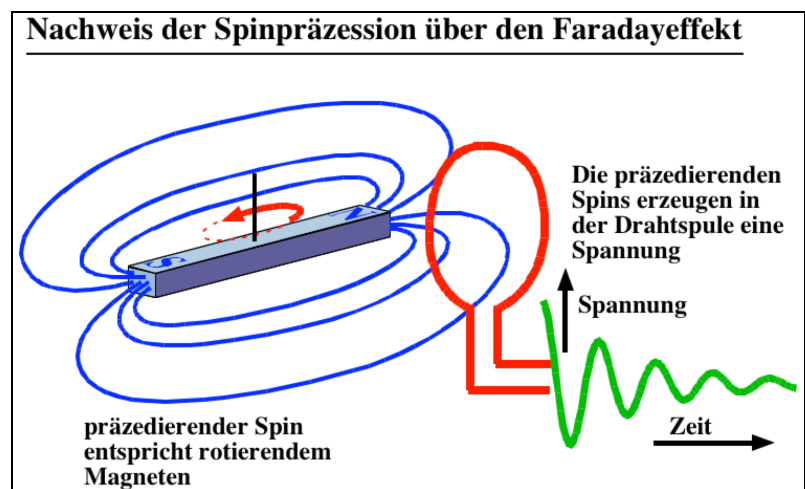 Nachweis der Spinpräzession über den Faradayeffekt
N
S
Die präzedierenden
Spins erzeugen in
der Drahtspule eine
Spannung
Spannung
Zeit
präzedierender Spin
entspricht rotierendem
Magneten